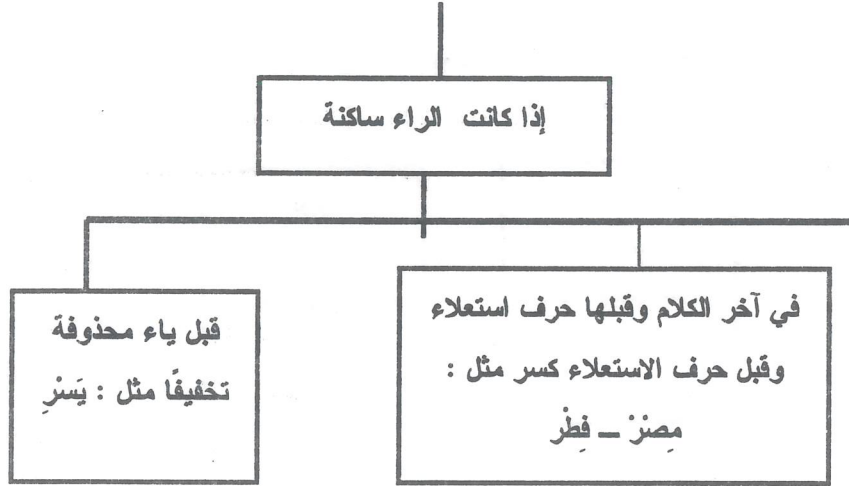 إذا كانت الراء ساكنة
في آخر الكلام وقبلها حرف استعلاء
وقبل حرف الاستعلاء كسر مثل :
مِصْرْ – فِطْر
قبل ياء محذوفة
تخفيفًا مثل : يَسْرِ